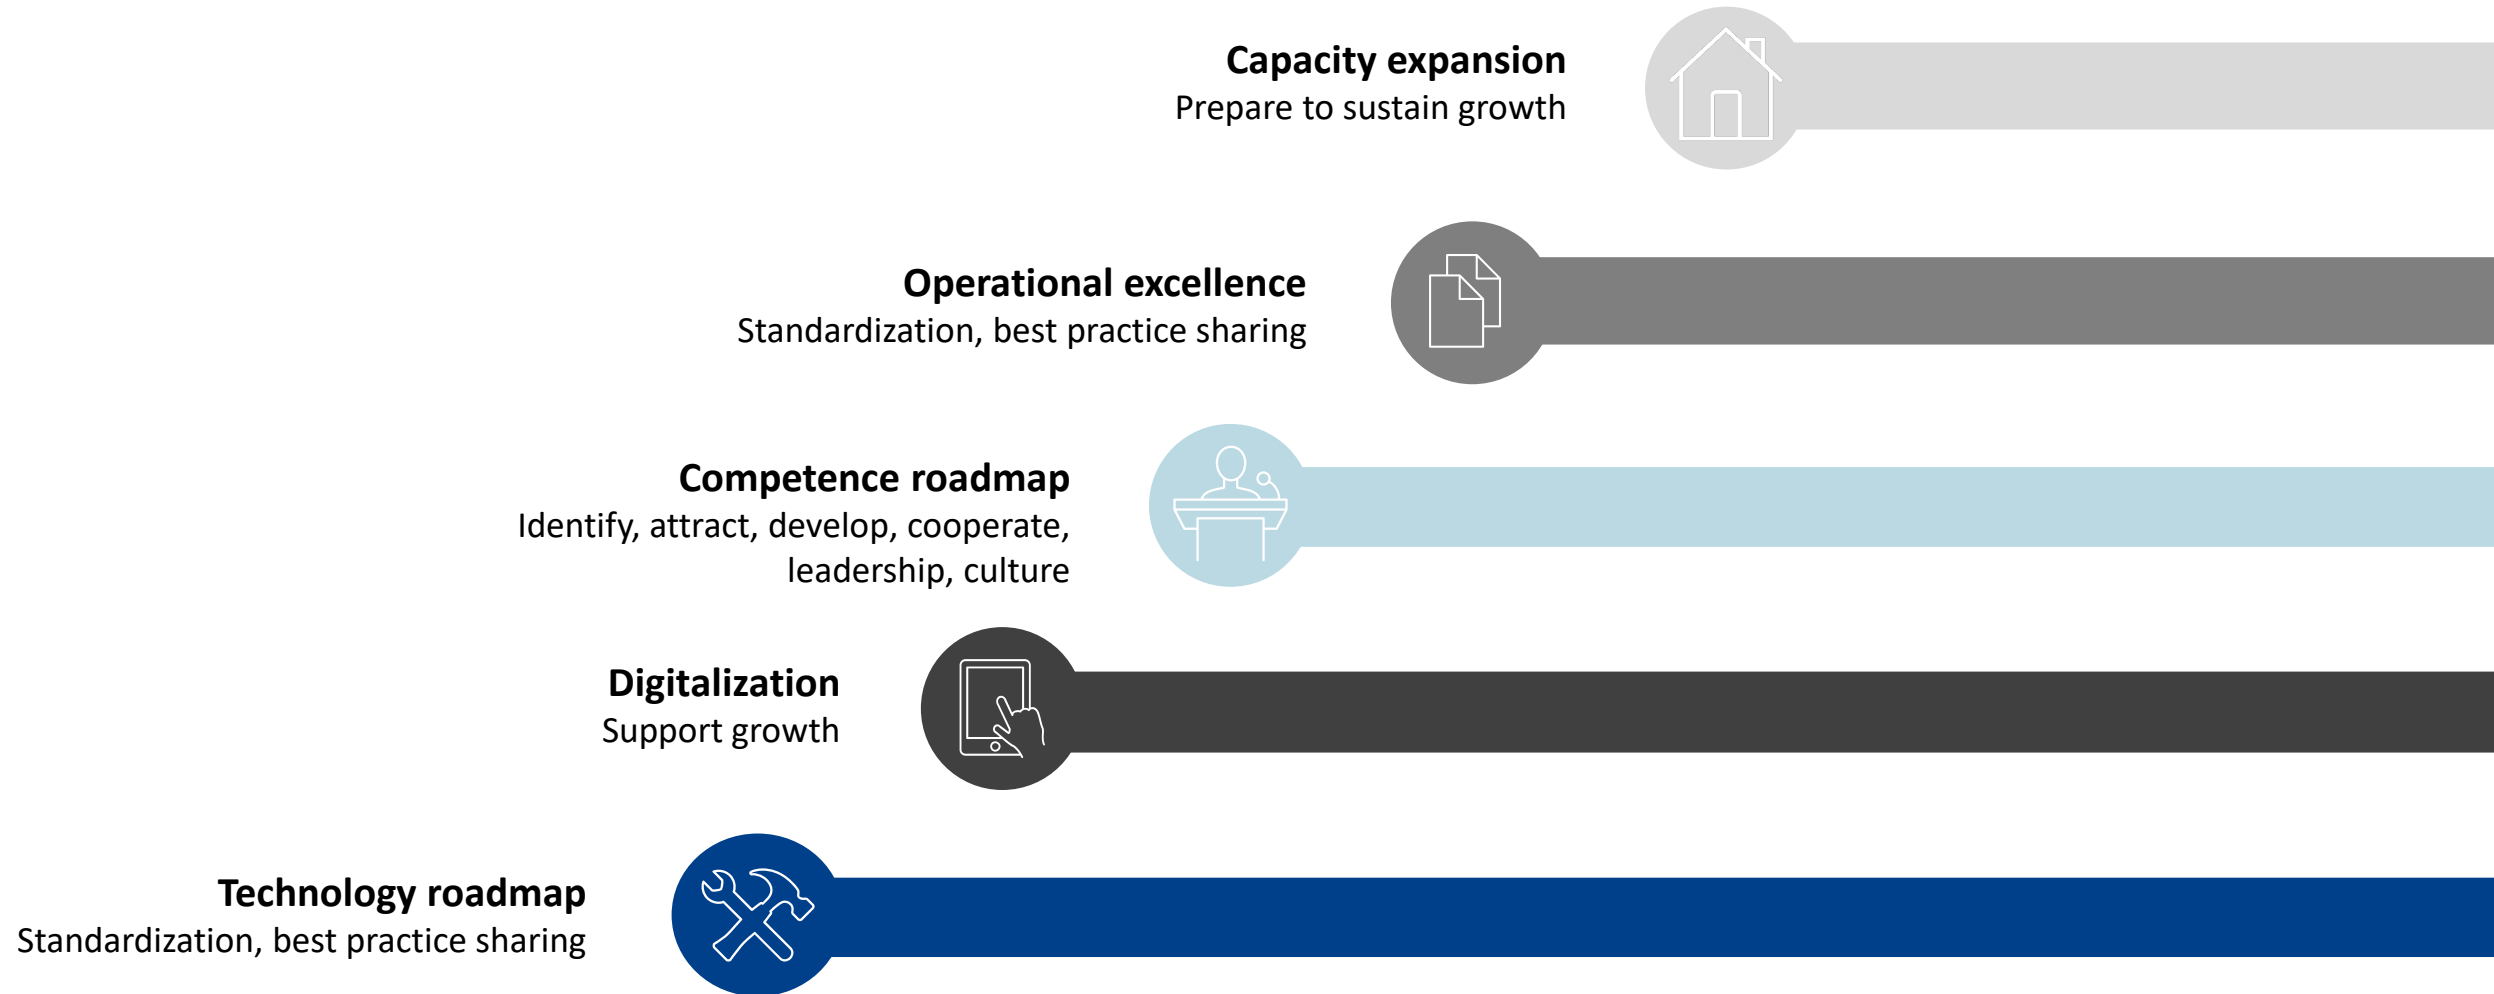 Capacity expansion
Prepare to sustain growth
Operational excellence
Standardization, best practice sharing
Competence roadmap
Identify, attract, develop, cooperate,
leadership, culture
Digitalization
Support growth
Technology roadmap
Standardization, best practice sharing